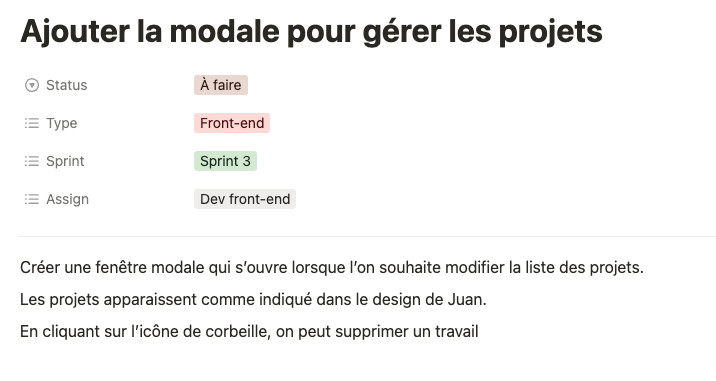 Ajouter la modale pour gérer les projets
Status À faire
Type Front-end
Sprint Sprint 3
Assign Dev front-end
Créer une fenêtre modale qui s’ouvre lorsque l’on souhaite modifier la liste des projets.
Les projets apparaissent comme indiqué dans le design de Juan.
En cliquant sur l’icône de corbeille, on peut supprimer un travail